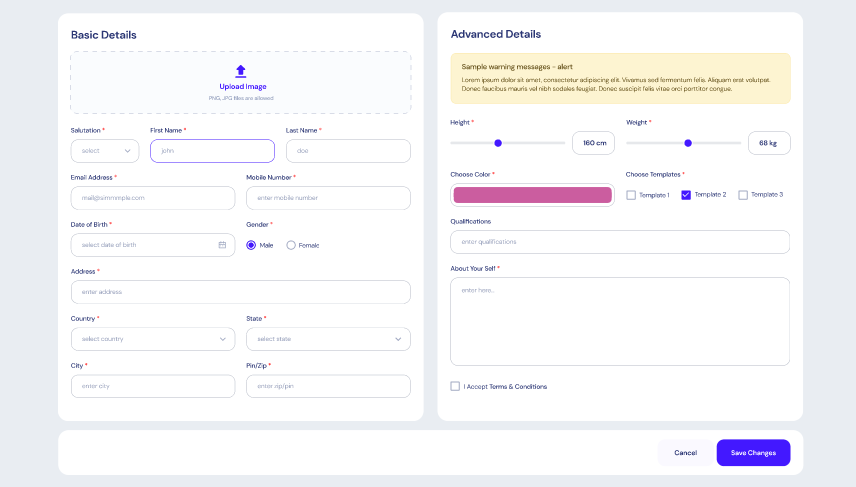 Basic Details
Upload Image
PNG, JPG files are allowed
Salutation *
First Name *
Last Name *
select
john
doe
Email Address *
Mobile Number *
mail@simmmple.com
enter mobile number
Date of Birth *
Gender *
select date of birth
Male
Female
Address *
enter address
Country *
State *
select country
select state
City *
Pin/Zip *
enter city
enter zip/pin
Advanced Details
Sample warning messages - alert
Lorem ipsum dolor sit amet, consectetur adipiscing elit. Vivamus sed fermentum felis. Aliquam erat volutpat.
Donec faucibus mauris vel nibh sodales feugiat. Donec suscipit felis vitae orci porttitor congue.
Height *
Weight *
160 cm
68 kg
Choose Color *
Choose Templates *
Template 1
Template 2
Template 3
Qualifications
enter qualifications
About Your Self *
enter here...
I Accept Terms & Conditions
Cancel
Save Changes